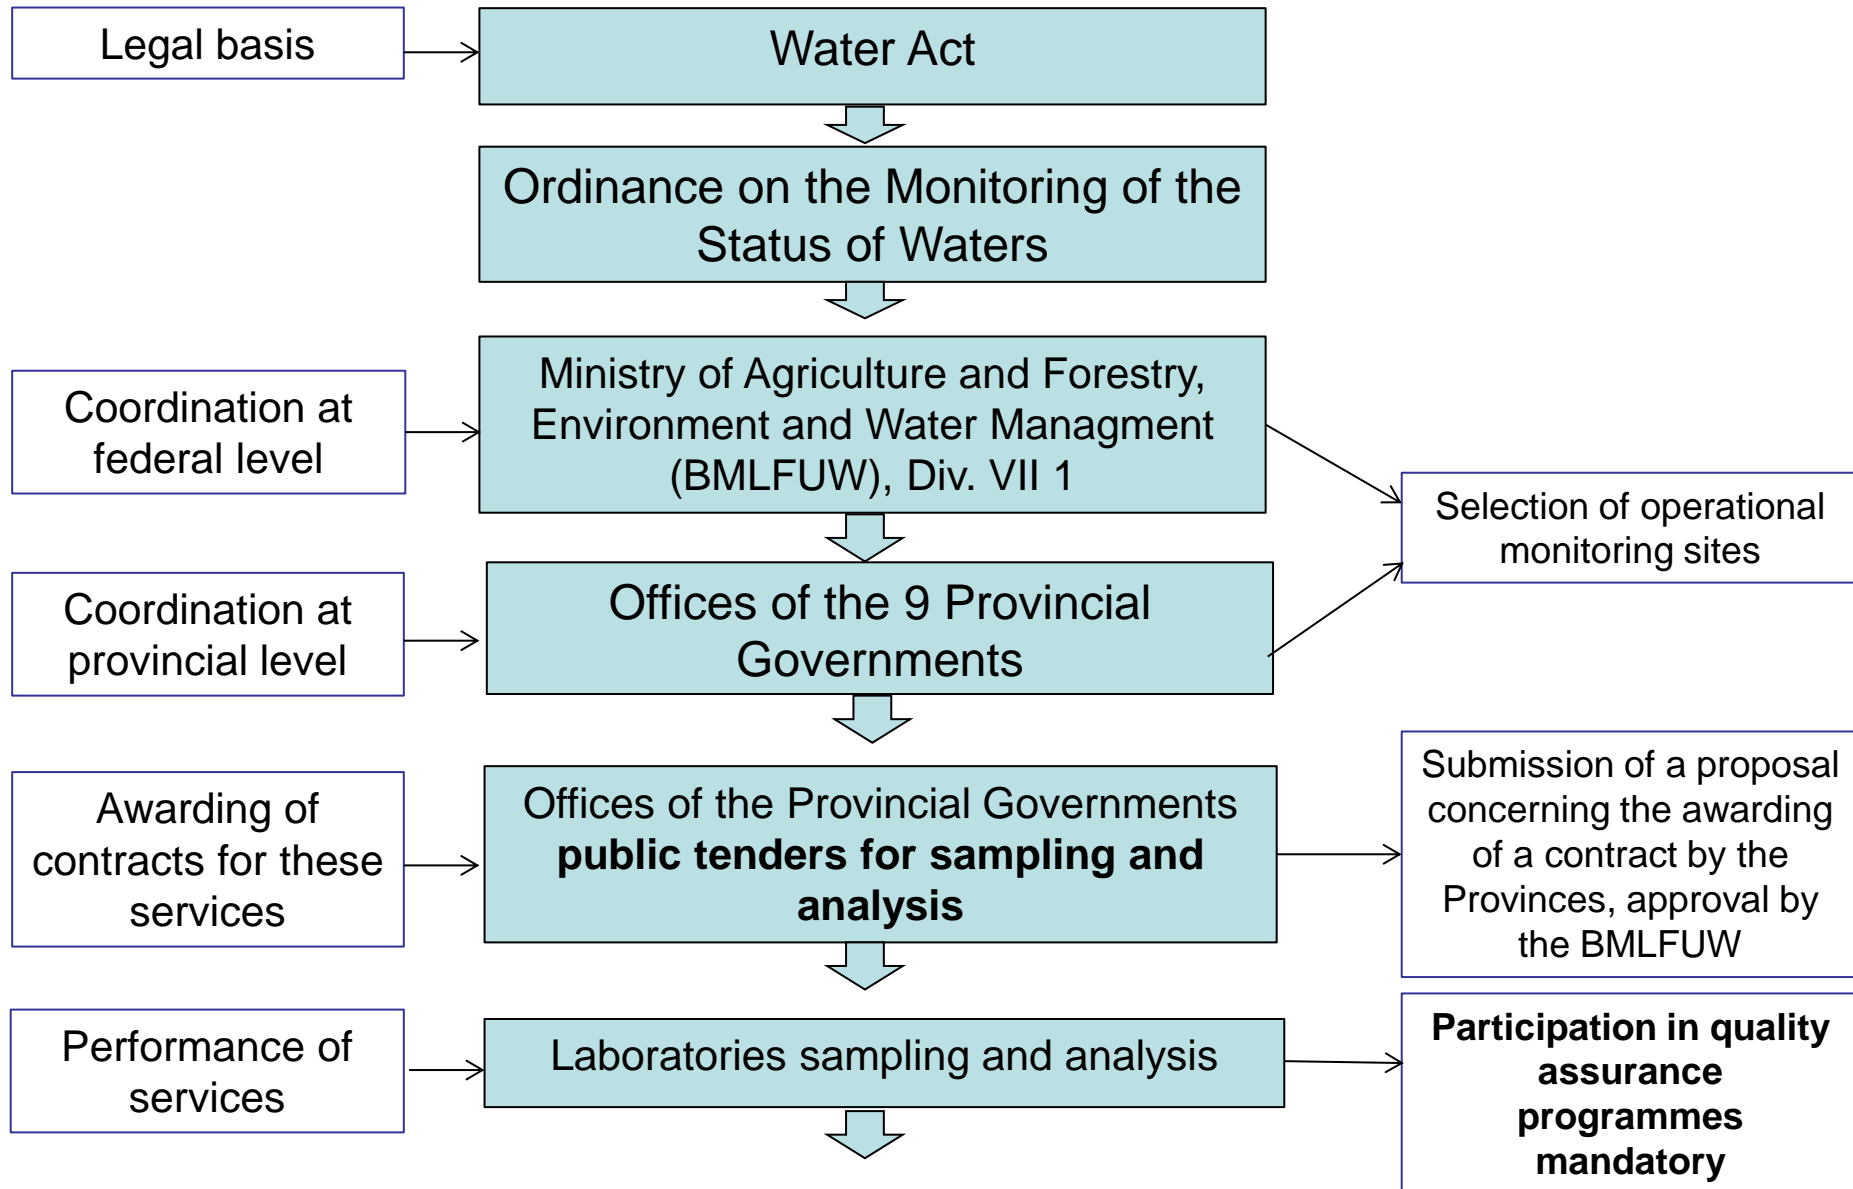 Legal basis
Water Act
Ordinance on the Monitoring of the
Status of Waters
Coordination at
federal level
Ministry of Agriculture and Forestry,
Environment and Water Managment
(BMLFUW), Div. VII 1
Selection of operational
monitoring sites
Coordination at
provincial level
Offices of the 9 Provincial
Governments
Awarding of
contracts for these
services
Offices of the Provincial Governments
public tenders for sampling and
analysis
Submission of a proposal
concerning the awarding
of a contract by the
Provinces, approval by
the BMLFUW
Performance of
services
Laboratories sampling and analysis
Participation in quality
assurance
programmes
mandatory